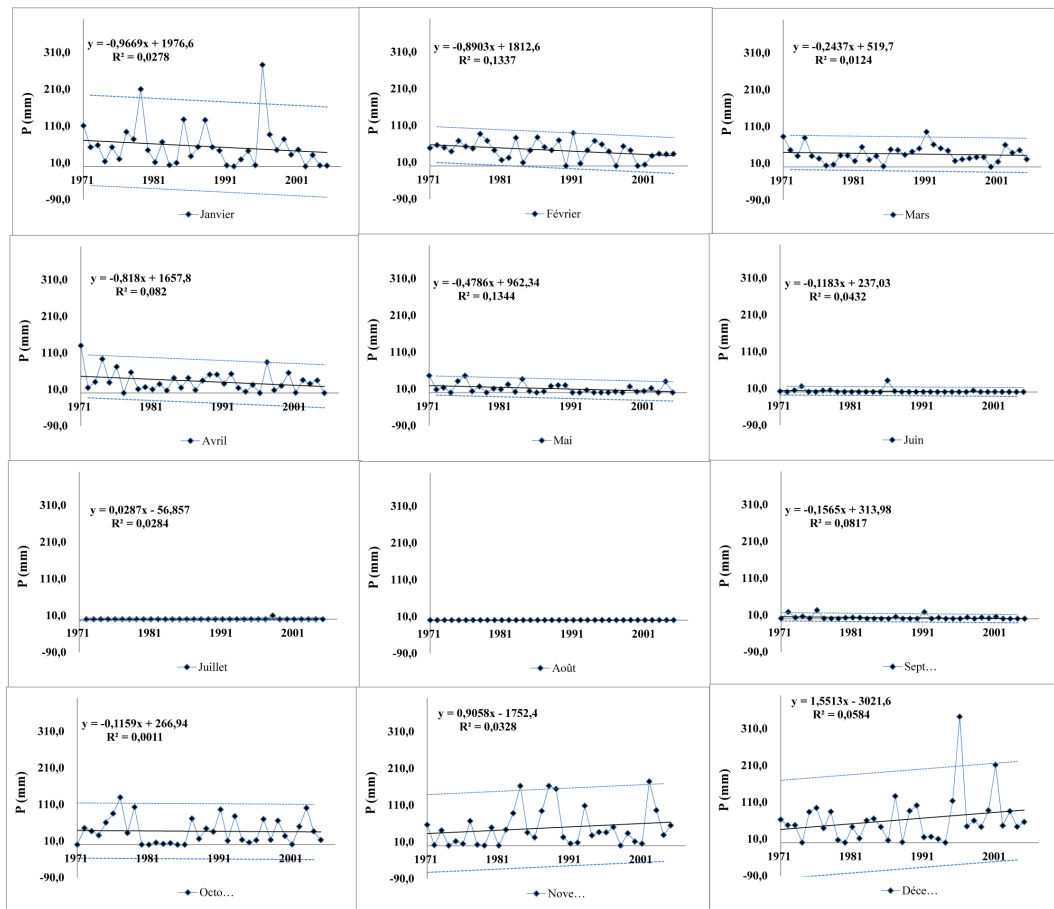 y = -0,9669x + 1976,6
R² = 0,0278
310,0
210,0
110,0
10,0
-90,0
P (mm)
1971 1981 1991 2001
Janvier
y = -0,8903x + 1812,6
R² = 0,1337
310,0
210,0
110,0
10,0
-90,0
P (mm)
1971 1981 1991 2001
Février
y = -0,2437x + 519,7
R² = 0,0124
310,0
210,0
110,0
10,0
-90,0
P (mm)
1971 1981 1991 2001
Mars
y = -0,818x + 1657,8
R² = 0,082
310,0
210,0
110,0
10,0
-90,0
P (mm)
1971 1981 1991 2001
Avril
y = -0,4786x + 962,34
R² = 0,1344
310,0
210,0
110,0
10,0
-90,0
P (mm)
1971 1981 1991 2001
Mai
y = -0,1183x + 237,03
R² = 0,0432
310,0
210,0
110,0
10,0
-90,0
P (mm)
1971 1981 1991 2001
Juin
y = 0,0287x - 56,857
R² = 0,0284
310,0
210,0
110,0
10,0
-90,0
P (mm)
1971 1981 1991 2001
Juillet
310,0
210,0
110,0
10,0
-90,0
P (mm)
1971 1981 1991 2001
Août
y = -0,1565x + 313,98
R² = 0,0817
310,0
210,0
110,0
10,0
-90,0
P (mm)
1971 1981 1991 2001
Sept…
y = -0,1159x + 266,94
R² = 0,0011
310,0
210,0
110,0
10,0
-90,0
P (mm)
1971 1981 1991 2001
Octo…
y = 0,9058x - 1752,4
R² = 0,0328
310,0
210,0
110,0
10,0
-90,0
P (mm)
1971 1981 1991 2001
Nove…
y = 1,5513x - 3021,6
R² = 0,0584
310,0
210,0
110,0
10,0
-90,0
P (mm)
1971 1981 1991 2001
Déce…